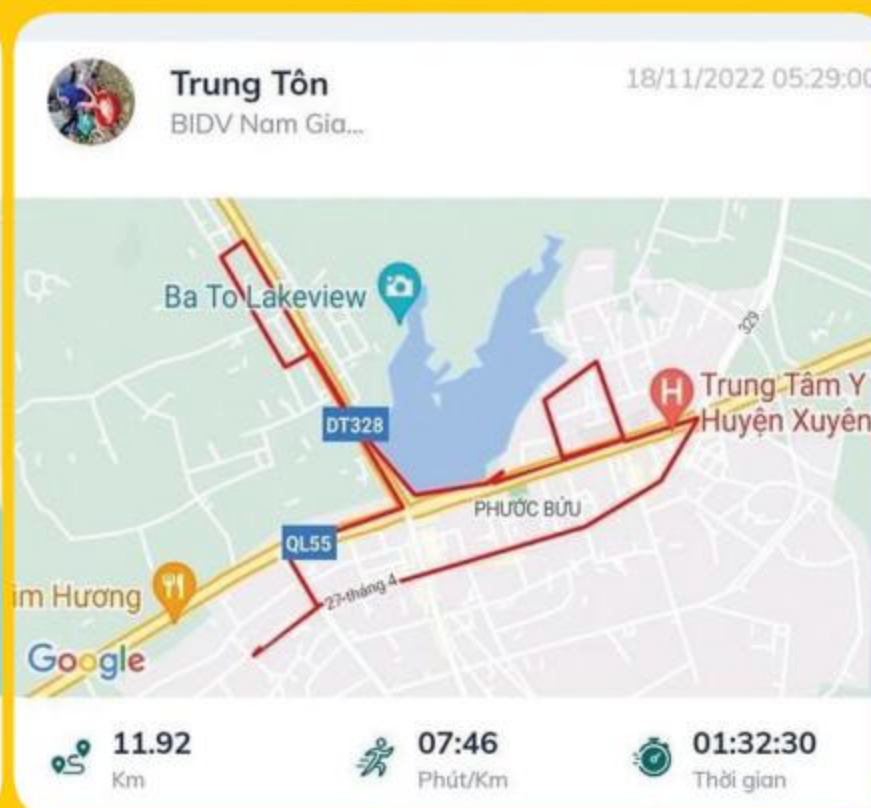 Trung Tôn
18/11/2022 05:29:00
BIDV Nam Gia...
Ba To Lakeview
329
H
Trung Tâm Y
Huyện Xuyên
DT328
PHƯỚC BỬU
QL55
27-tháng 4
im Hương
Google
11.92
07:46
01:32:30
Km
Phút/Km
Thời gian